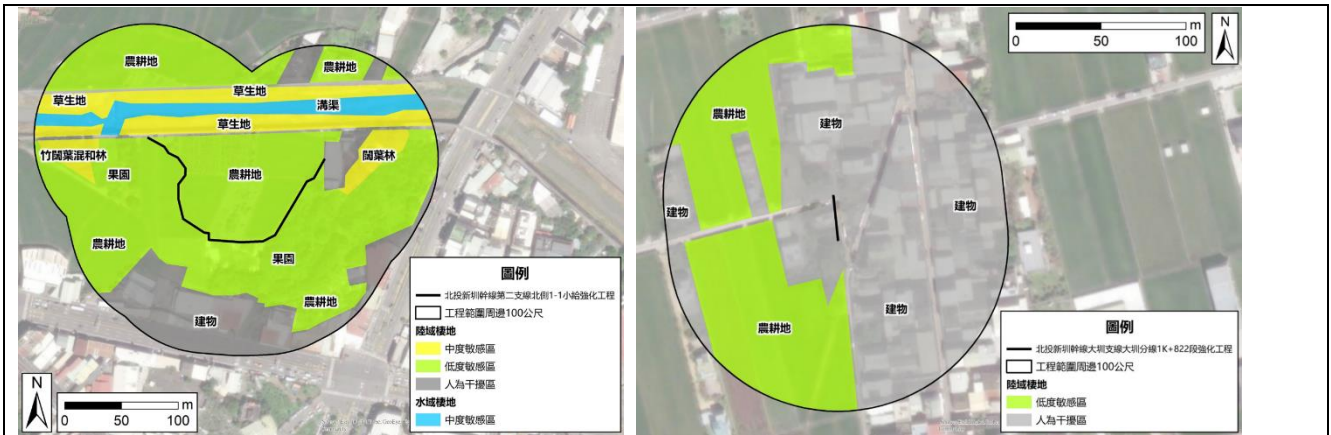 農耕地
農耕地
草生地
草生地
溝渠
草生地
竹闊葉混和林
果園
農耕地
闊葉林
農耕地
果園
農耕地
建物
圖例
北投新圳幹線第二支線北側1-1小給強化工程
工程範圍周邊100公尺
陸域棲地
中度敏感區
低度敏感區
人為干擾區
水域棲地
中度敏感區
N
m
0 50 100
m
0 50 100
N
農耕地
建物
建物
建物
建物
農耕地
圖例
北投新圳幹線大圳支線大圳分線1K+822段強化工程
工程範圍周邊100公尺
陸域棲地
低度敏感區
人為干擾區